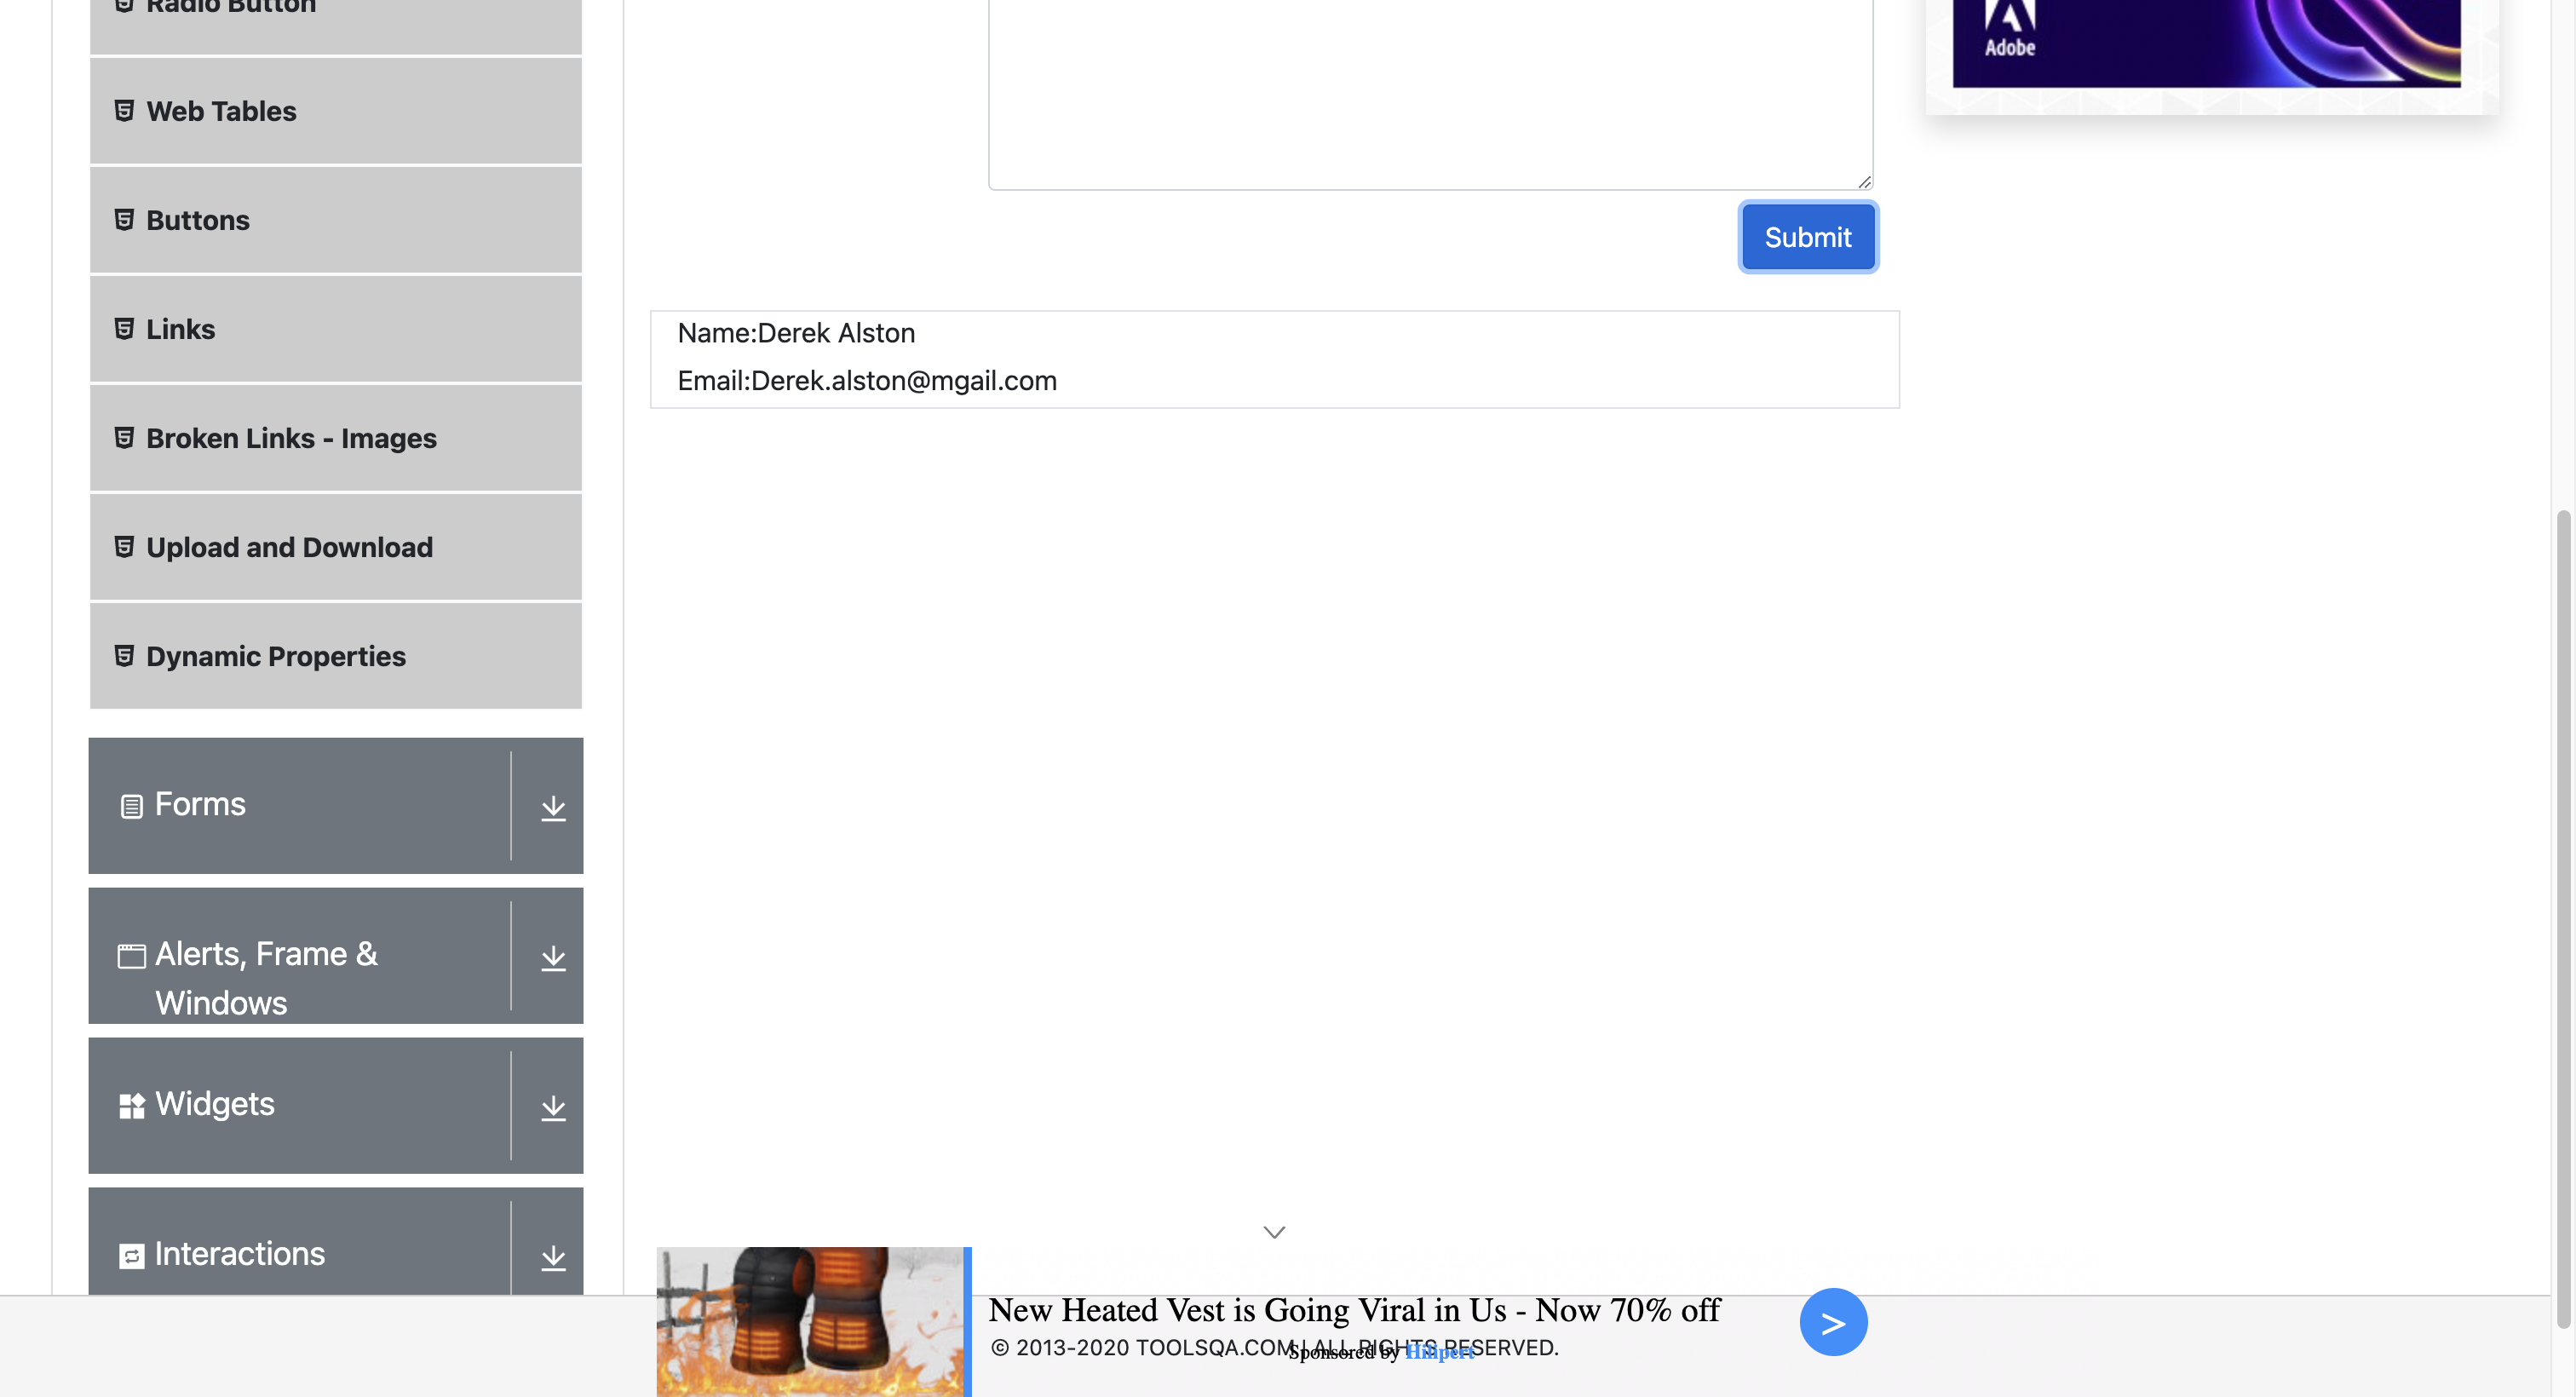 Radio Button
Web Tables
Buttons
Links
Broken Links - Images
Upload and Download
Dynamic Properties
Forms
Alerts, Frame &
Windows
Widgets
Interactions
Submit
Name:Derek Alston
Email:Derek.alston@mgail.com
Adobe
New Heated Vest is Going Viral in Us - Now 70% off
© 2013-2020 TOOLSQA.COM | ALL RIGHTS RESERVED.
Sponsored by Hilipert
>